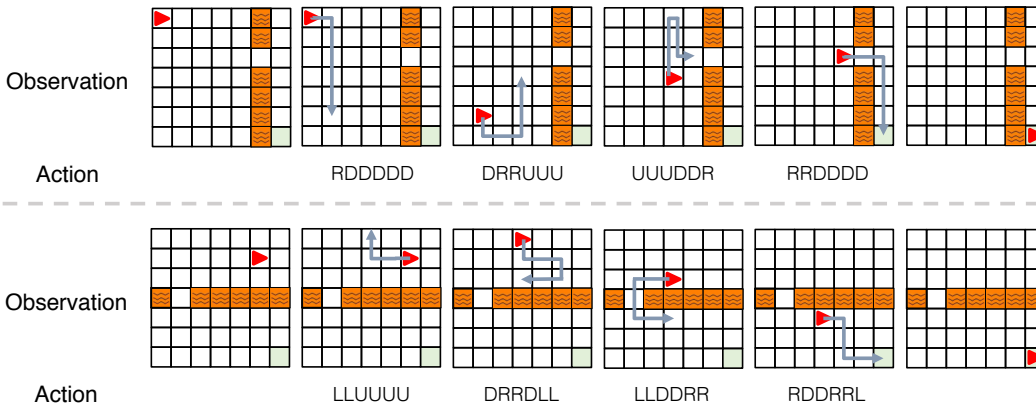 Observation
Action
RDDDDD
DRRUUU
UUUDDR
RRDDDD
Observation
Action
LLUUUU
DRRDLL
LLDDRR
RDDRRL